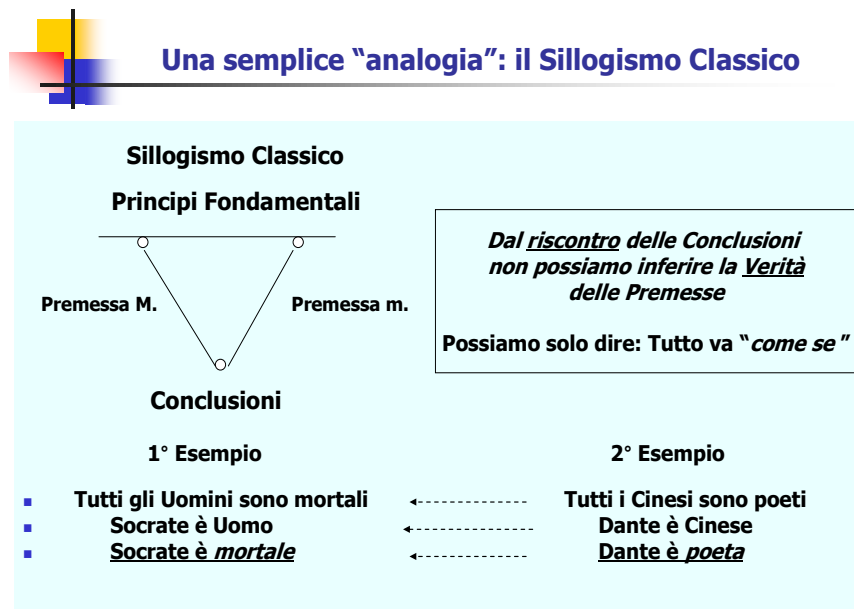 Una semplice “analogia”: il Sillogismo Classico
Sillogismo Classico
Principi Fondamentali
Premessa M.
Premessa m.
Conclusioni
Dal riscontro delle Conclusioni
non possiamo inferire la Verità
delle Premesse
Possiamo solo dire: Tutto va “come se ”
1° Esempio
2° Esempio
Tutti gli Uomini sono mortali
Tutti i Cinesi sono poeti
Socrate è Uomo
Dante è Cinese
Socrate è mortale
Dante è poeta